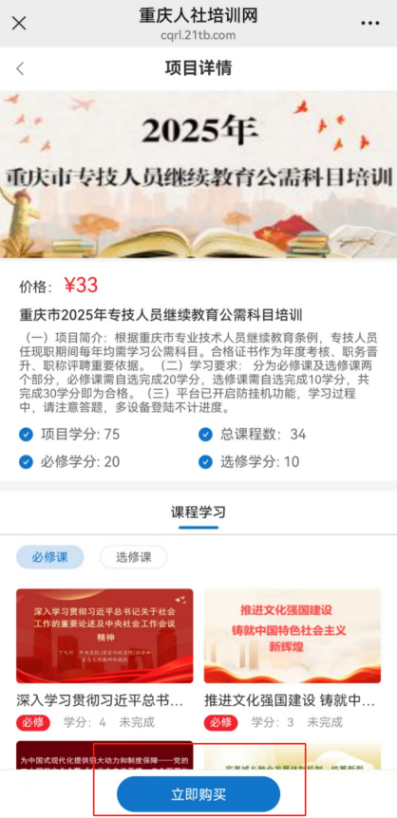 重庆人社培训网
cqrl.21tb.com
项目详情
2025年
重庆市专技人员继续教育公需科目培训
价格： ¥33
重庆市2025年专技人员继续教育公需科目培训
（一）项目简介：根据重庆市专业技术人员继续教育条例，专技人员
任现职期间每年均需学习公需科目。合格证书作为年度考核、职务晋
升、职称评聘重要依据。（二）学习要求： 分为必修课及选修课两
个部分，必修课需自选完成20学分，选修课需自选完成10学分，共
完成30学分即为合格。（三）平台已开启防挂机功能，学习过程
中，请注意答题，多设备登陆不计进度。
项目学分: 75
总课程数: 34
必修学分: 20
选修学分: 10
课程学习
必修课
选修课
深入学习贯彻习近平总书记关于社会
工作的重要论述及中央社会工作会议
精神
推进文化强国建设
铸就中国特色社会主义
新辉煌
深入学习贯彻习近平总书...
推进文化强国建设 铸就中...
必修 学分: 4 未完成
必修 学分: 3 未完成
为中国式现代化提供强大动力和制度保障——党的
立即购买